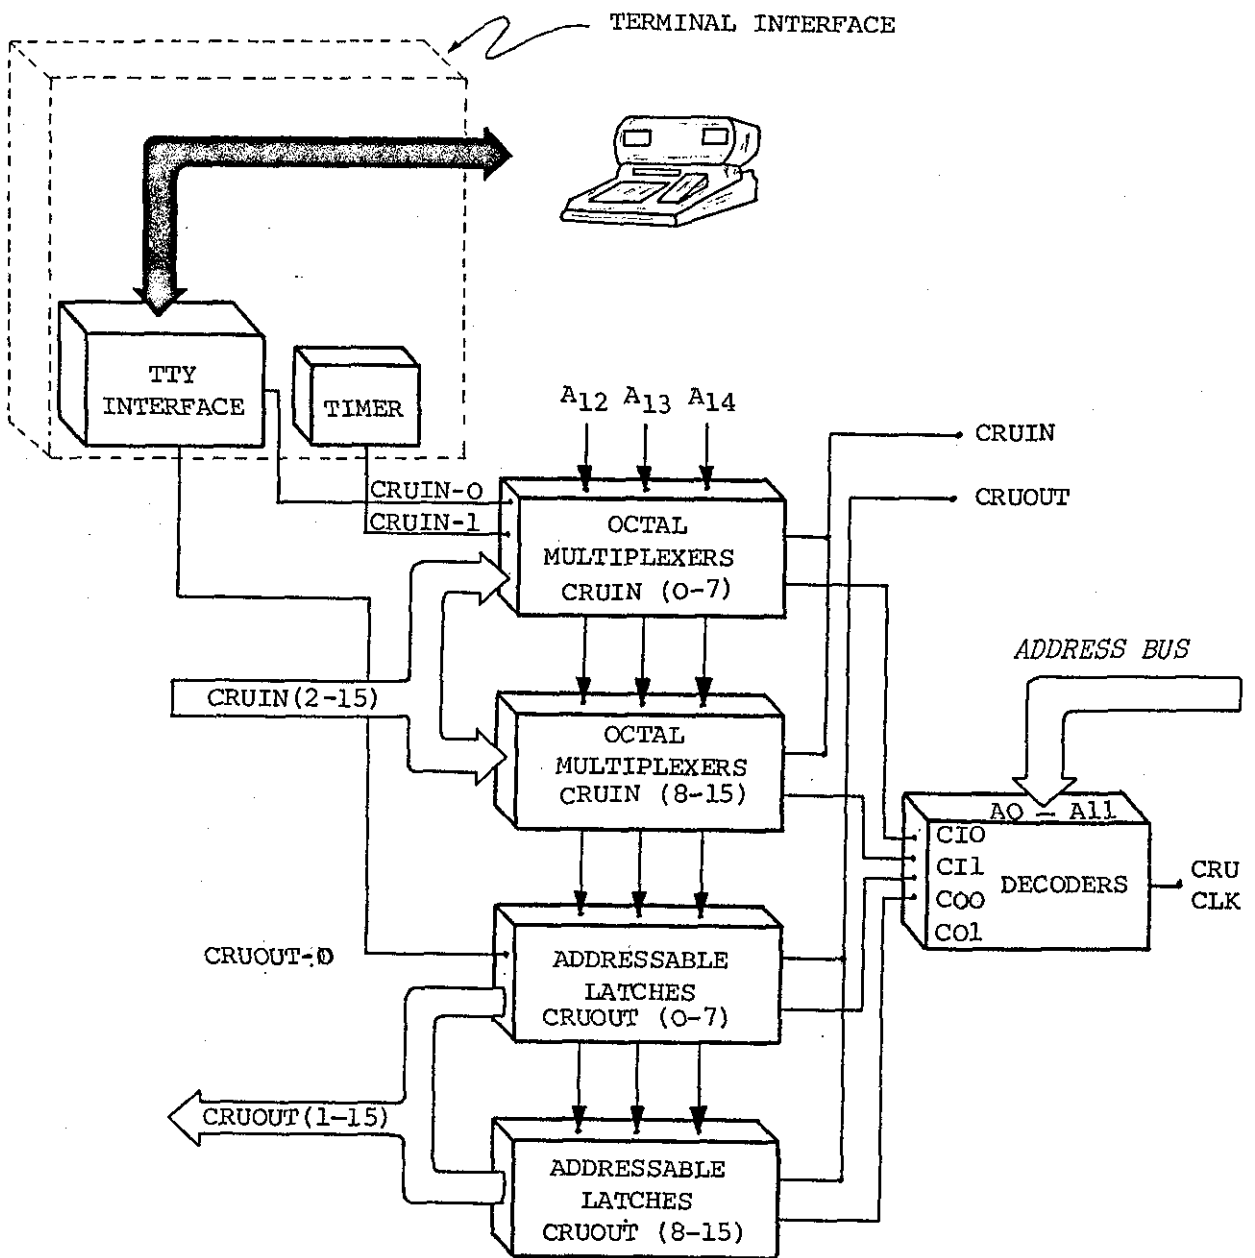 TERMINAL INTERFACE
TTY
INTERFACE
TIMER
A12 A13 A14
CRUIN
CRUOUT
CRUIN-0
CRUIN-1
OCTAL
MULTIPLEXERS
CRUIN (0-7)
ADDRESS BUS
CRUIN(2-15)
OCTAL
MULTIPLEXERS
CRUIN (8-15)
A0 - A11
CI0
CI1
CO0
CO1
DECODERS
CRU
CLK
CRUOUT-0
ADDRESSABLE
LATCHES
CRUOUT (0-7)
CRUOUT(1-15)
ADDRESSABLE
LATCHES
CRUOUT (8-15)